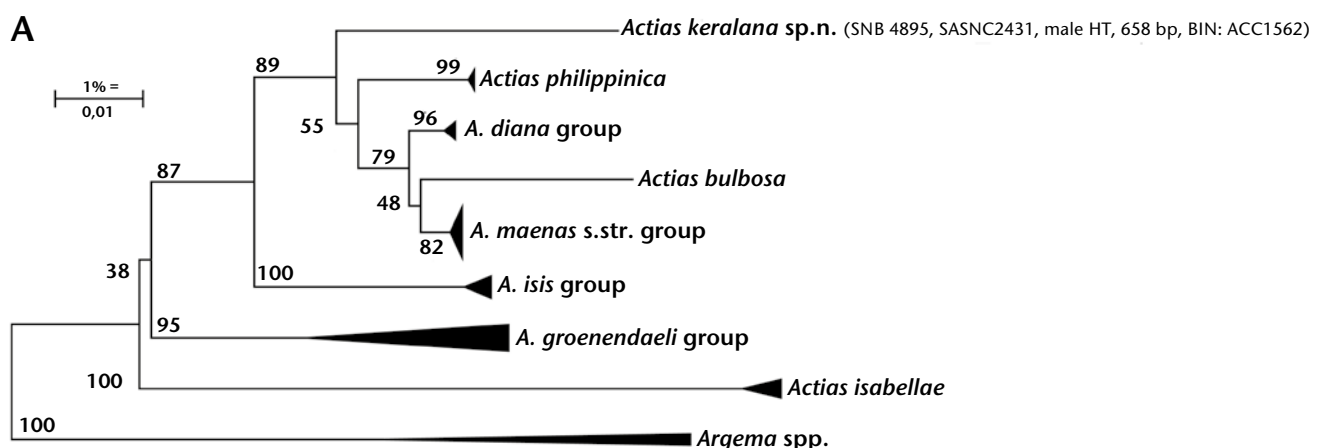 A
Actias keralana sp.n. (SNB 4895, SASNC2431, male HT, 658 bp, BIN: ACC1562)
89
99
Actias philippinica
1% =
0,01
96
A. diana group
55
79
87
Actias bulbosa
48
A. maenas s.str. group
82
38
100
A. isis group
95
A. groenendaeli group
100
Actias isabellae
100
Argema spp.